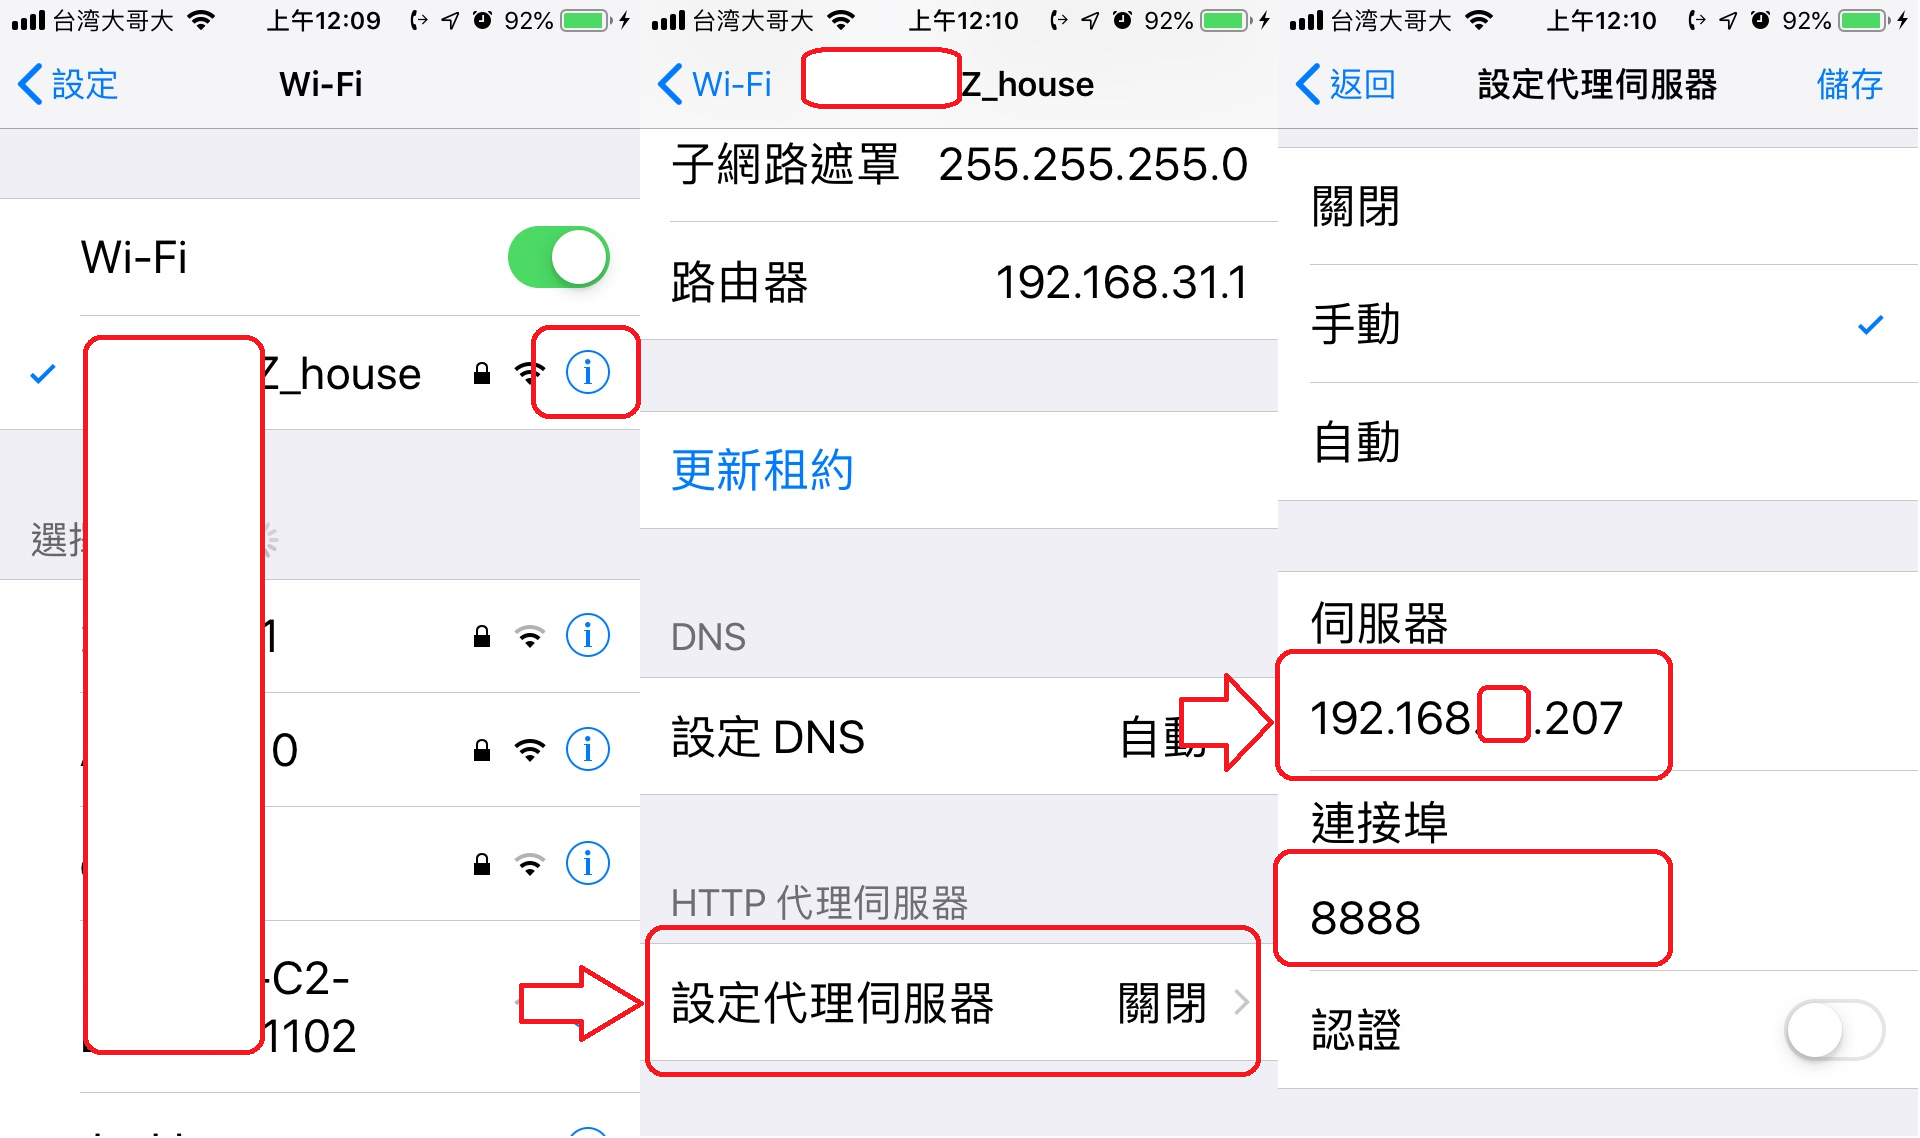 台湾大哥大 上午12:09 92%
設定 Wi-Fi
Wi-Fi
Z_house
選
1
0
-C2-
1102
台湾大哥大 上午12:10 92%
Wi-Fi Z_house
子網路遮罩 255.255.255.0
路由器 192.168.31.1
更新租約
DNS
設定 DNS 自動
HTTP 代理伺服器
設定代理伺服器 關閉
台湾大哥大 上午12:10 92%
返回 設定代理伺服器 儲存
關閉
手動
自動
伺服器
192.168. .207
連接埠
8888
認證